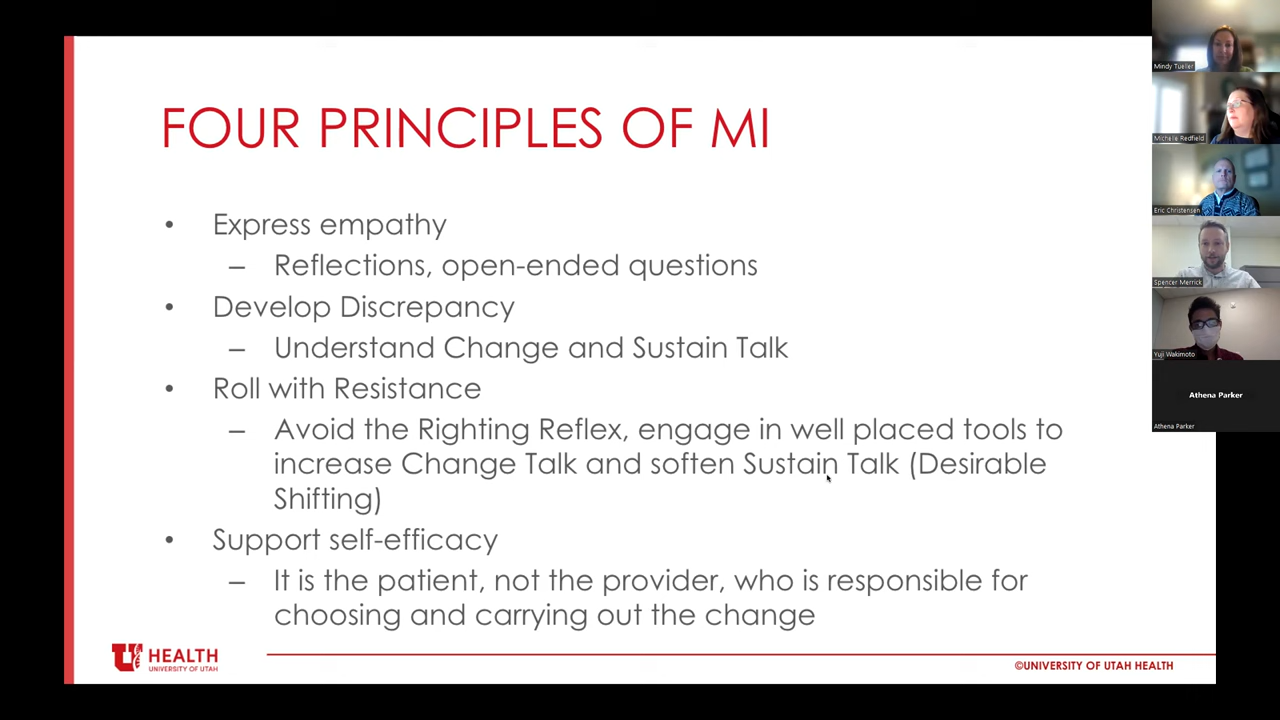 FOUR PRINCIPLES OF MI
• Express empathy
– Reflections, open-ended questions
• Develop Discrepancy
– Understand Change and Sustain Talk
• Roll with Resistance
– Avoid the Righting Reflex, engage in well placed tools to
increase Change Talk and soften Sustain Talk (Desirable
Shifting)
• Support self-efficacy
– It is the patient, not the provider, who is responsible for
choosing and carrying out the change
U HEALTH
UNIVERSITY OF UTAH
©UNIVERSITY OF UTAH HEALTH
Mindy Tueller
Michelle Redfield
Eric Christensen
Spencer Merrick
Yuji Wakimoto
Athena Parker
Athena Parker